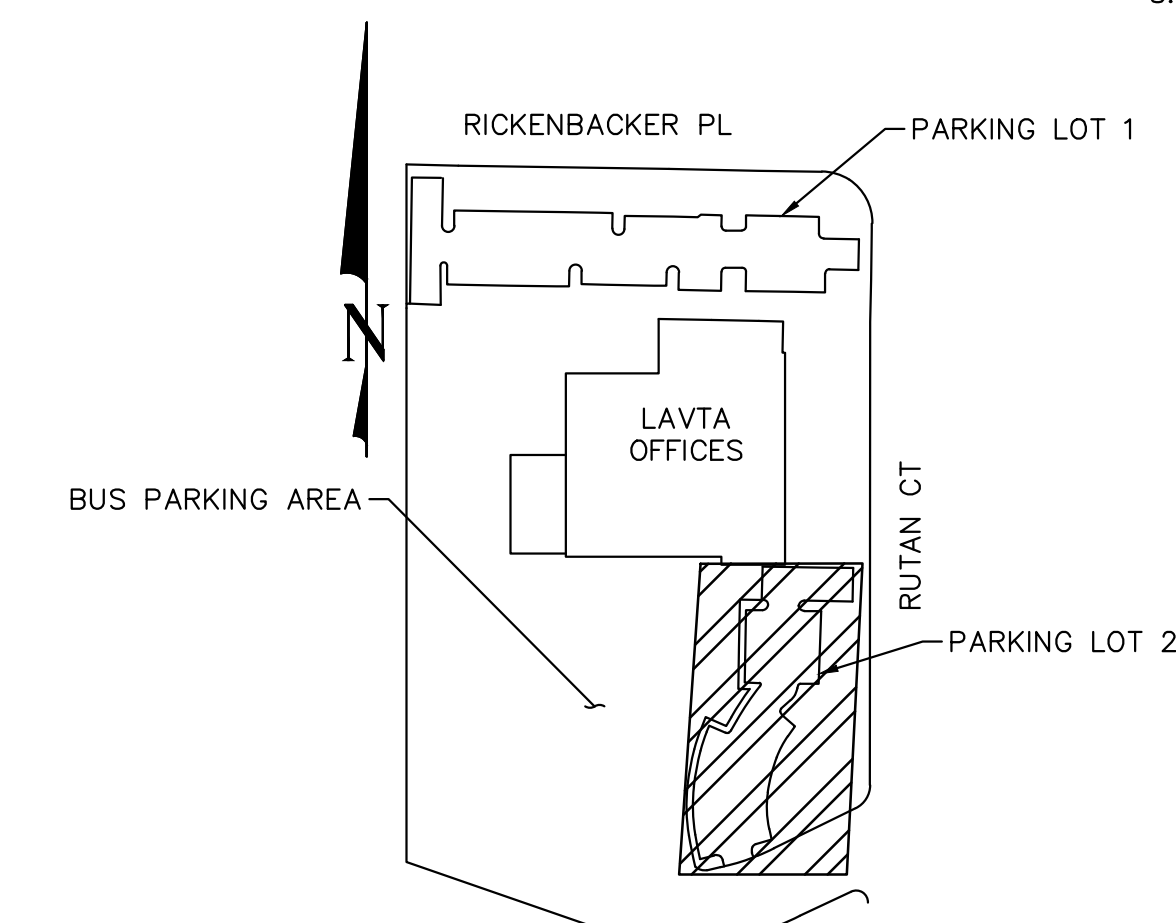 RICKENBACKER PL
PARKING LOT 1
N
LAVTA
OFFICES
BUS PARKING AREA
RUTAN CT
PARKING LOT 2